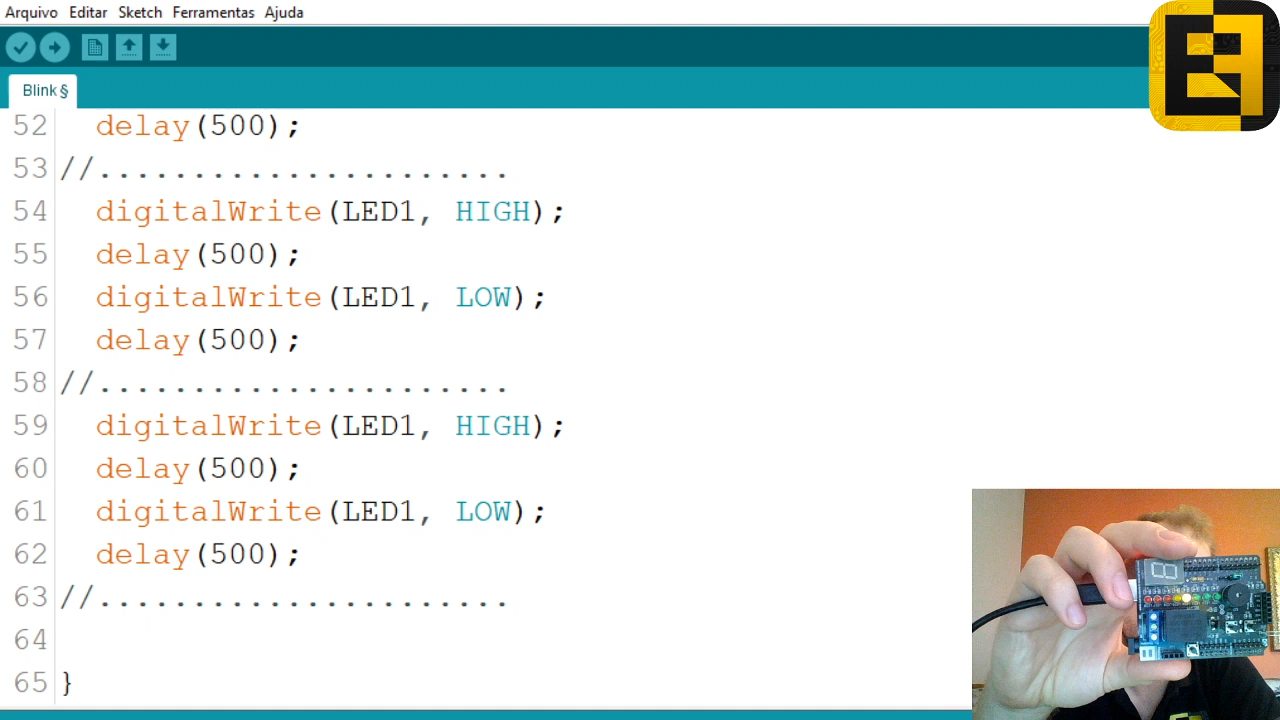 Arquivo Editar Sketch Ferramentas Ajuda
Blink §
52 delay(500);
53 //......................
54 digitalWrite(LED1, HIGH);
55 delay(500);
56 digitalWrite(LED1, LOW);
57 delay(500);
58 //......................
59 digitalWrite(LED1, HIGH);
60 delay(500);
61 digitalWrite(LED1, LOW);
62 delay(500);
63 //......................
64
65 }